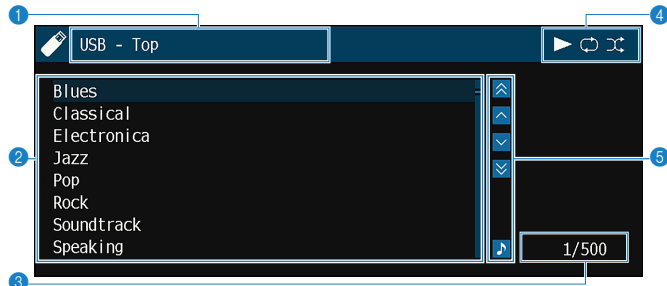 1
4
USB - Top
Blues
Classical
Electronica
2
Jazz
5
Pop
Rock
Soundtrack
Speaking
1/500
3